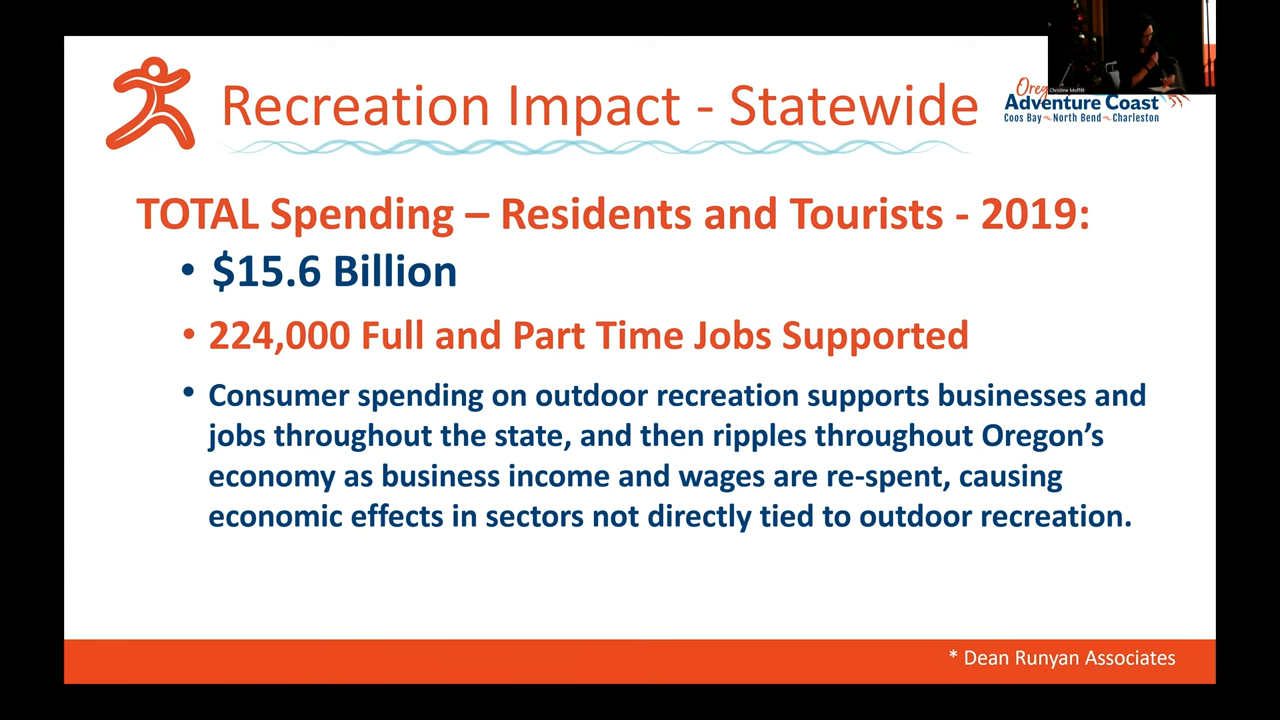 Recreation Impact - Statewide
Christine Moffitt
Adventure Coast
Coos Bay North Bend Charleston
TOTAL Spending – Residents and Tourists - 2019:
• $15.6 Billion
• 224,000 Full and Part Time Jobs Supported
• Consumer spending on outdoor recreation supports businesses and
jobs throughout the state, and then ripples throughout Oregon’s
economy as business income and wages are re-spent, causing
economic effects in sectors not directly tied to outdoor recreation.
* Dean Runyan Associates